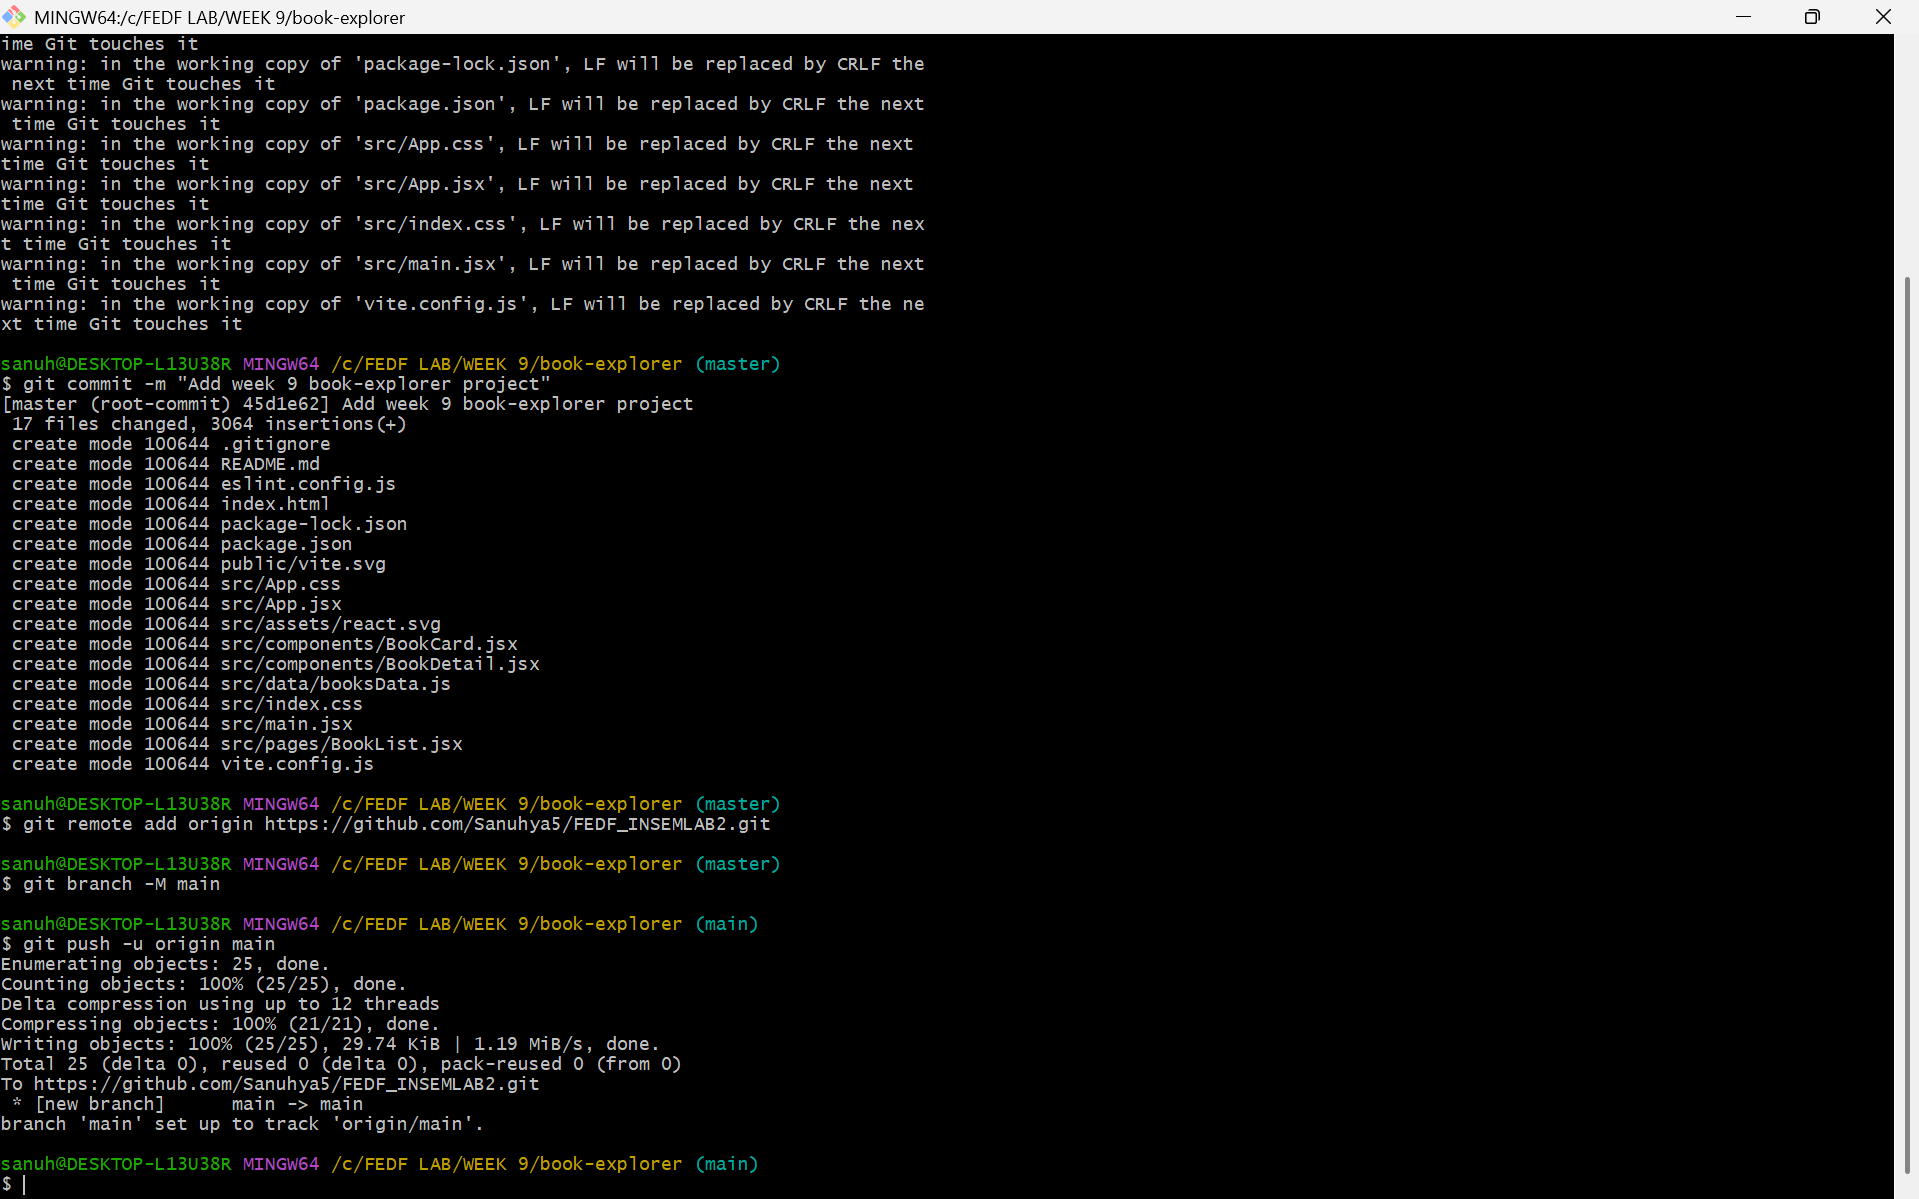 MINGW64:/c/FEDF LAB/WEEK 9/book-explorer
ime Git touches it
warning: in the working copy of 'package-lock.json', LF will be replaced by CRLF the
 next time Git touches it
warning: in the working copy of 'package.json', LF will be replaced by CRLF the next
 time Git touches it
warning: in the working copy of 'src/App.css', LF will be replaced by CRLF the next
time Git touches it
warning: in the working copy of 'src/App.jsx', LF will be replaced by CRLF the next
time Git touches it
warning: in the working copy of 'src/index.css', LF will be replaced by CRLF the nex
t time Git touches it
warning: in the working copy of 'src/main.jsx', LF will be replaced by CRLF the next
 time Git touches it
warning: in the working copy of 'vite.config.js', LF will be replaced by CRLF the ne
xt time Git touches it

sanuh@DESKTOP-L13U38R MINGW64 /c/FEDF LAB/WEEK 9/book-explorer (master)
$ git commit -m "Add week 9 book-explorer project"
[master (root-commit) 45d1e62] Add week 9 book-explorer project
 17 files changed, 3064 insertions(+)
 create mode 100644 .gitignore
 create mode 100644 README.md
 create mode 100644 eslint.config.js
 create mode 100644 index.html
 create mode 100644 package-lock.json
 create mode 100644 package.json
 create mode 100644 public/vite.svg
 create mode 100644 src/App.css
 create mode 100644 src/App.jsx
 create mode 100644 src/assets/react.svg
 create mode 100644 src/components/BookCard.jsx
 create mode 100644 src/components/BookDetail.jsx
 create mode 100644 src/data/booksData.js
 create mode 100644 src/index.css
 create mode 100644 src/main.jsx
 create mode 100644 src/pages/BookList.jsx
 create mode 100644 vite.config.js

sanuh@DESKTOP-L13U38R MINGW64 /c/FEDF LAB/WEEK 9/book-explorer (master)
$ git remote add origin https://github.com/Sanuhya5/FEDF_INSEMLAB2.git

sanuh@DESKTOP-L13U38R MINGW64 /c/FEDF LAB/WEEK 9/book-explorer (master)
$ git branch -M main

sanuh@DESKTOP-L13U38R MINGW64 /c/FEDF LAB/WEEK 9/book-explorer (main)
$ git push -u origin main
Enumerating objects: 25, done.
Counting objects: 100% (25/25), done.
Delta compression using up to 12 threads
Compressing objects: 100% (21/21), done.
Writing objects: 100% (25/25), 29.74 KiB | 1.19 MiB/s, done.
Total 25 (delta 0), reused 0 (delta 0), pack-reused 0 (from 0)
To https://github.com/Sanuhya5/FEDF_INSEMLAB2.git
 * [new branch]      main -> main
branch 'main' set up to track 'origin/main'.

sanuh@DESKTOP-L13U38R MINGW64 /c/FEDF LAB/WEEK 9/book-explorer (main)
$